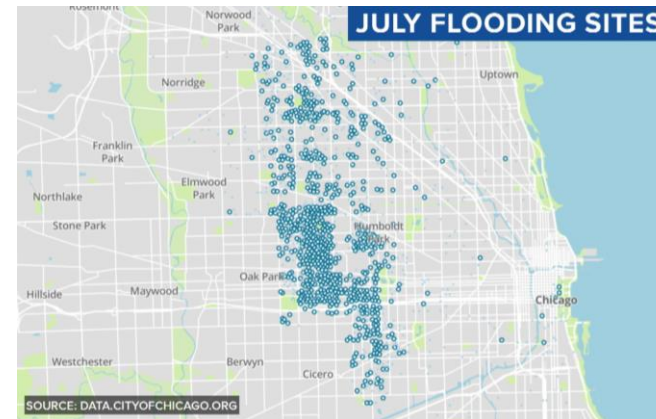 Rosemont
Norwood
Park
JULY FLOODING SITES
Uptown
Norridge
Franklin
Park
Elmwood
Park
Northlake
Stone Park
Humboldt
Park
Oak Park
Maywood
Hillside
Chicago
Westchester
Berwyn
Cicero
SOURCE: DATA.CITYOFCHICAGO.ORG